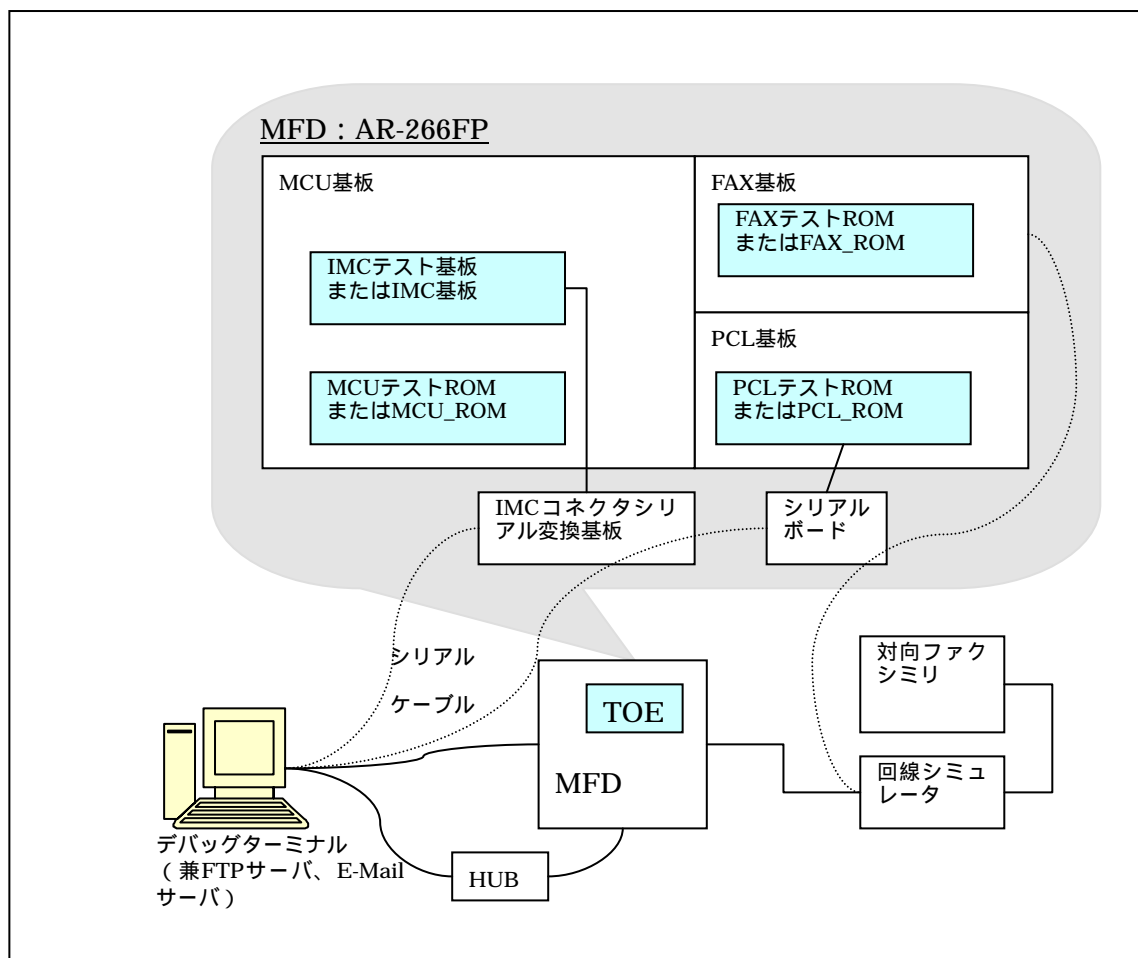 MFD：AR-266FP
MCU基板
FAX基板
FAXテストROM
またはFAX_ROM
IMCテスト基板
またはIMC基板
PCL基板
MCUテストROM
またはMCU_ROM
PCLテストROM
またはPCL_ROM
IMCコネクタシリ
アル変換基板
シリアル
ボード
シリアル
ケーブル
TOE
MFD
対向ファク
シミリ
回線シミュ
レータ
デバッグターミナル
（兼FTPサーバ、E-Mail
サーバ）
HUB